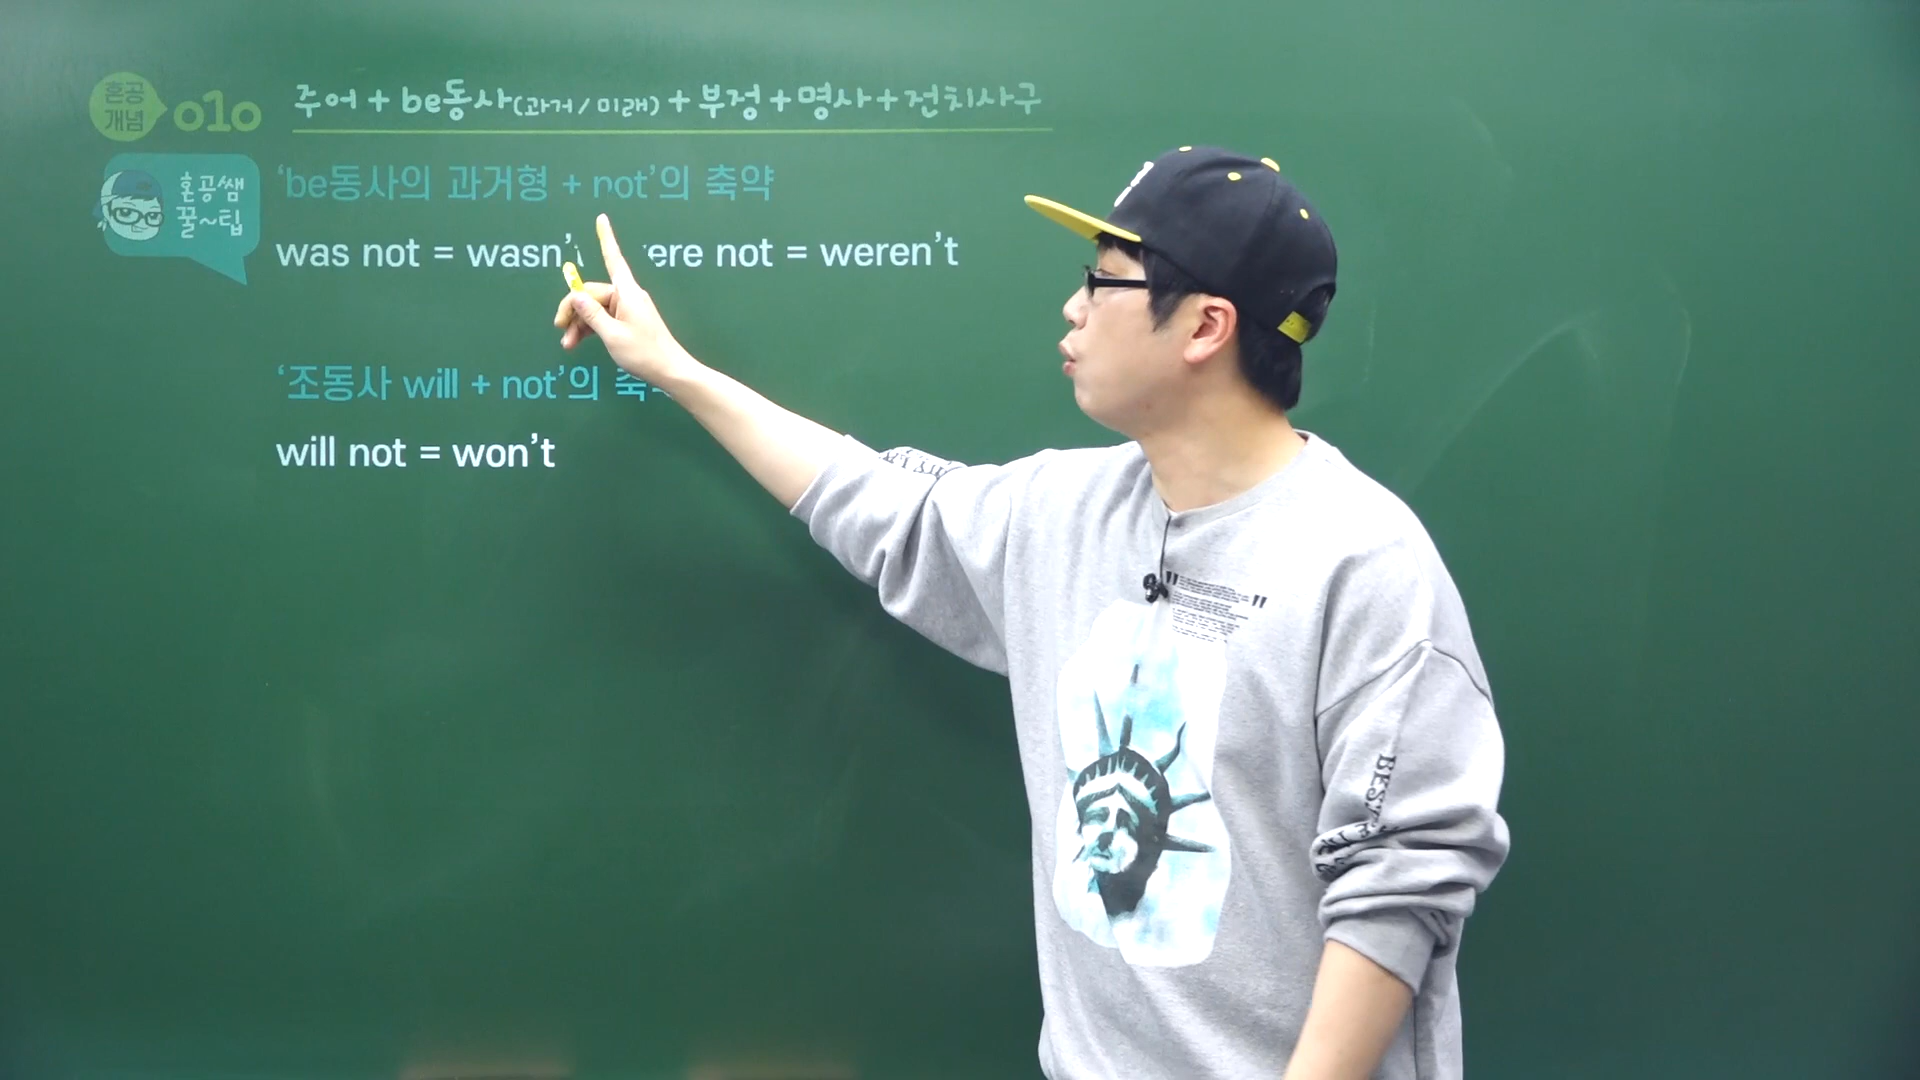 혼공
개념
010
주어 + be동사(과거/미래) + 부정 + 명사 + 전치사구
혼공쌤
꿀~팁
‘be동사의 과거형 + not’의 축약
was not = wasn’t were not = weren’t
‘조동사 will + not’의 축약
will not = won’t